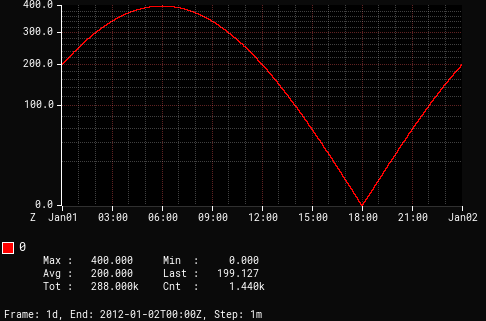 400.0
300.0
200.0
100.0
0.0
Z Jan01 03:00 06:00 09:00 12:00 15:00 18:00 21:00 Jan02
0
Max : 400.000 Min : 0.000
Avg : 200.000 Last : 199.127
Tot : 288.000k Cnt : 1.440k
Frame: 1d, End: 2012-01-02T00:00Z, Step: 1m